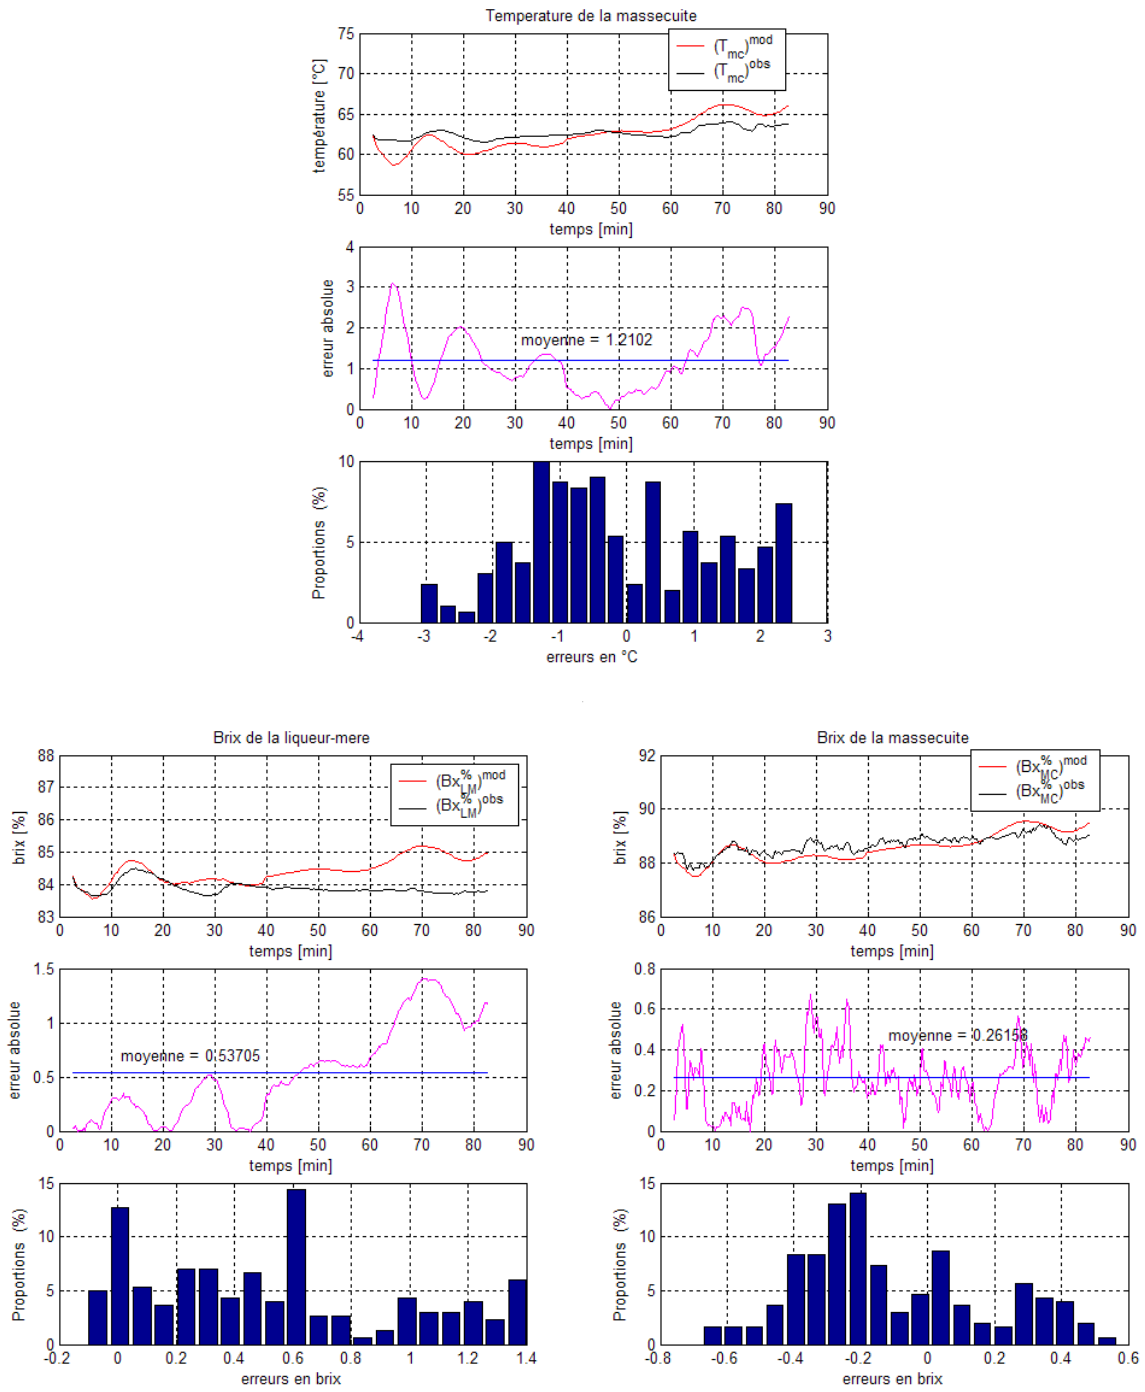 Temperature de la massecuite
75
70
65
60
55
température [°C]
(T_mc)^mod
(T_mc)^obs
0 10 20 30 40 50 60 70 80 90
temps [min]
4
3
2
1
0
erreur absolue
moyenne = 1.2102
0 10 20 30 40 50 60 70 80 90
temps [min]
10
5
0
Proportions (%)
-4 -3 -2 -1 0 1 2 3
erreurs en °C
Brix de la liqueur-mere
88
87
86
85
84
83
brix [%]
(Bx_LM^%)^mod
(Bx_LM^%)^obs
0 10 20 30 40 50 60 70 80 90
temps [min]
1.5
1
0.5
0
erreur absolue
moyenne = 0.53705
0 10 20 30 40 50 60 70 80 90
temps [min]
15
10
5
0
Proportions (%)
-0.2 0 0.2 0.4 0.6 0.8 1 1.2 1.4
erreurs en brix
Brix de la massecuite
92
90
88
86
brix [%]
(Bx_MC^%)^mod
(Bx_MC^%)^obs
0 10 20 30 40 50 60 70 80 90
temps [min]
0.8
0.6
0.4
0.2
0
erreur absolue
moyenne = 0.26158
0 10 20 30 40 50 60 70 80 90
temps [min]
15
10
5
0
Proportions (%)
-0.8 -0.6 -0.4 -0.2 0 0.2 0.4 0.6
erreurs en brix